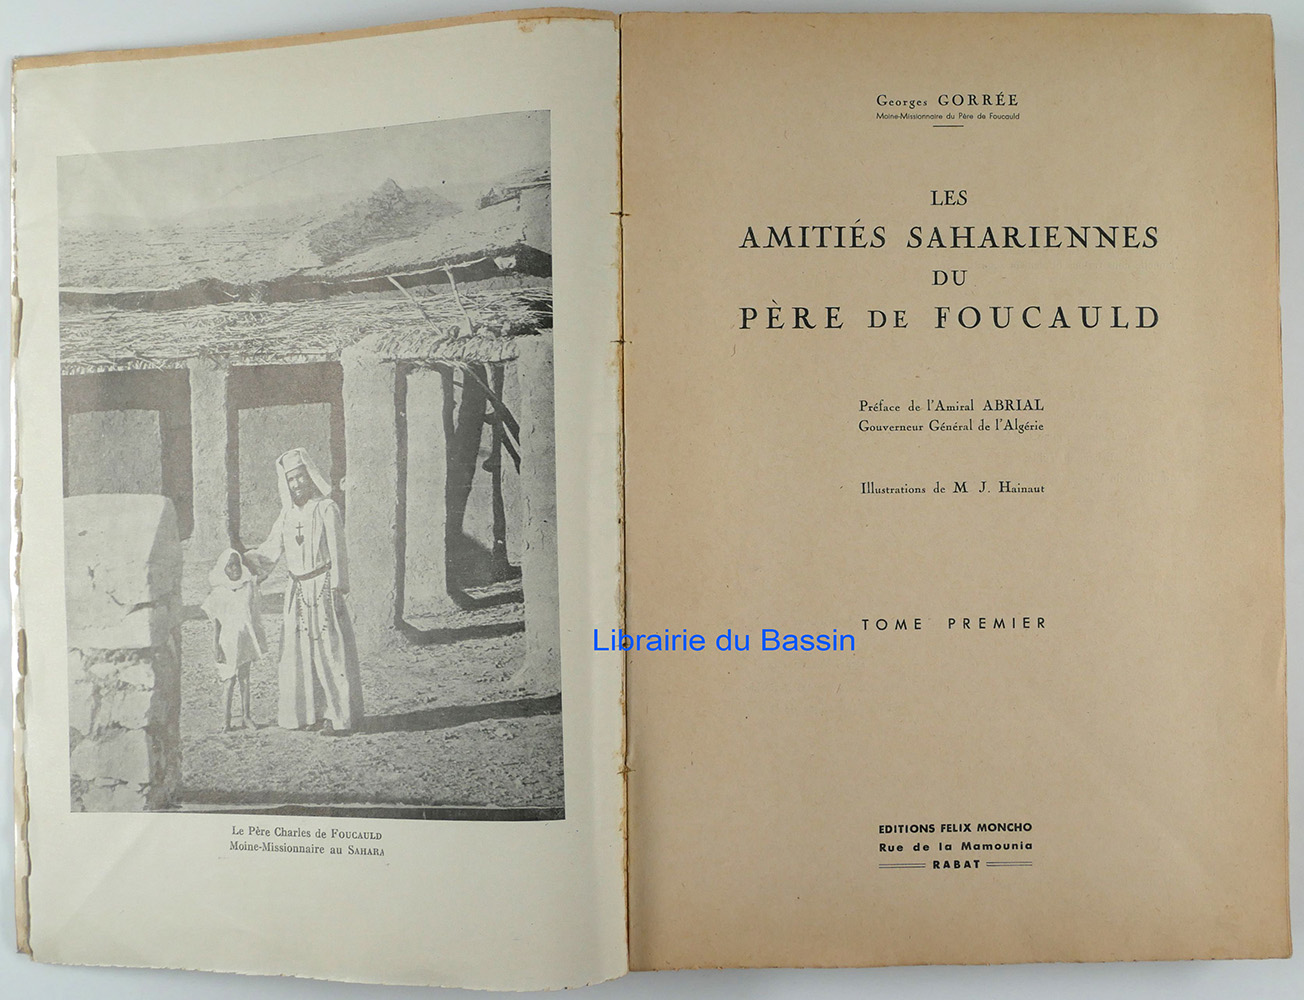 Le Père Charles de FOUCAULD
Moine-Missionnaire au SAHARA
Georges GORRÉE
Moine-Missionnaire du Père de Foucauld
LES
AMITIÉS SAHARIENNES
DU
PÈRE DE FOUCAULD
Préface de l'Amiral ABRIAL
Gouverneur Général de l'Algérie
Illustrations de M J. Hainaut
TOME PREMIER
Librairie du Bassin
EDITIONS FELIX MONCHO
Rue de la Mamounia
RABAT